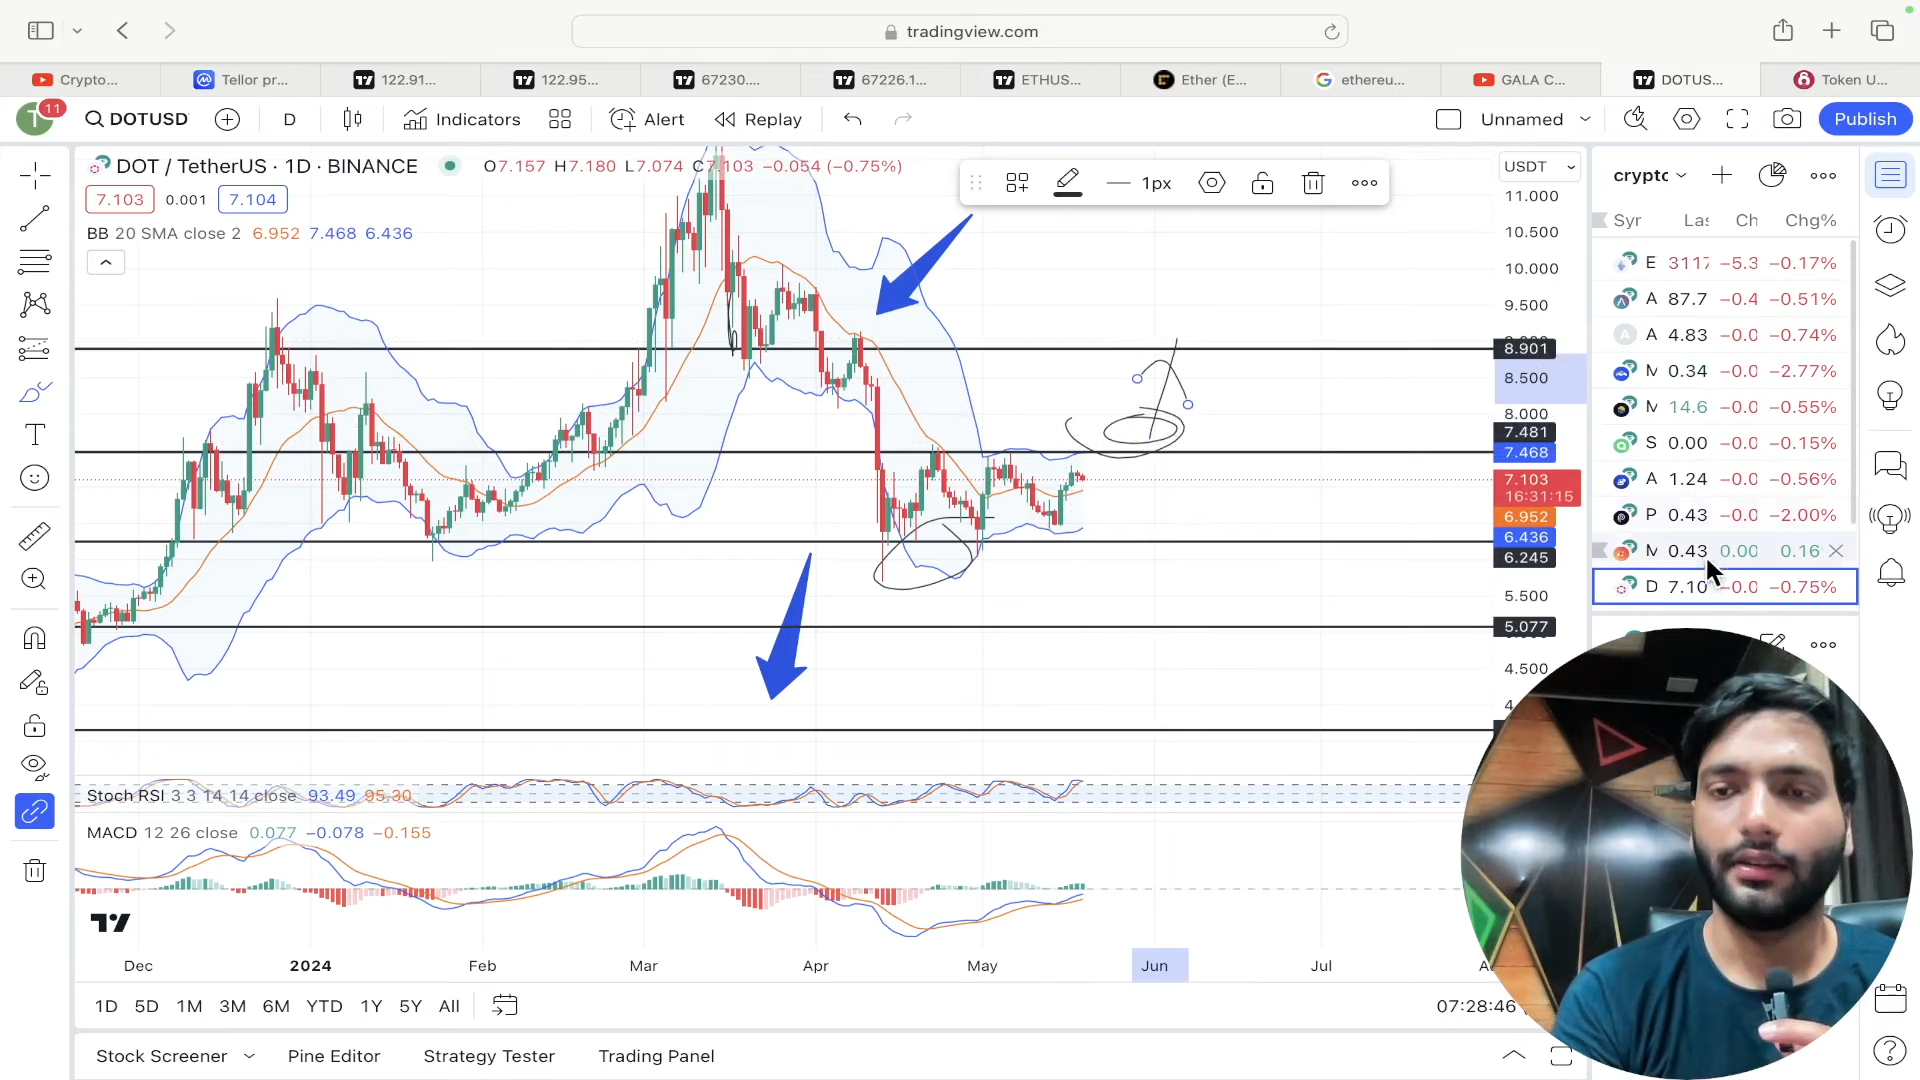 tradingview.com
Crypto...
Tellor pr...
122.91...
122.95...
67230....
67226.1...
ETHUS...
Ether (E...
ethereu...
GALA C...
DOTUS...
Token U...
T 11
DOTUSD
D
Indicators
Alert
Replay
Unnamed
Publish
DOT / TetherUS · 1D · BINANCE
O7.157 H7.180 L7.074 C7.103 −0.054 (−0.75%)
1px
USDT
7.103 0.001 7.104
BB 20 SMA close 2 6.952 7.468 6.436
11.000
10.500
10.000
9.500
8.901
8.500
8.000
7.481
7.468
7.103
16:31:15
6.952
6.436
6.245
5.500
5.077
4.500
Stoch RSI 3 3 14 14 close 93.49 95.30
MACD 12 26 close 0.077 −0.078 −0.155
Dec 2024 Feb Mar Apr May Jun Jul
1D 5D 1M 3M 6M YTD 1Y 5Y All
07:28:46
Stock Screener Pine Editor Strategy Tester Trading Panel
crypto
Syr Las Ch Chg%
E 3117 −5.3 −0.17%
A 87.7 −0.4 −0.51%
A 4.83 −0.0 −0.74%
M 0.34 −0.0 −2.77%
M 14.6 −0.0 −0.55%
S 0.00 −0.0 −0.15%
A 1.24 −0.0 −0.56%
P 0.43 −0.0 −2.00%
M 0.43 0.00 0.16
D 7.10 −0.0 −0.75%